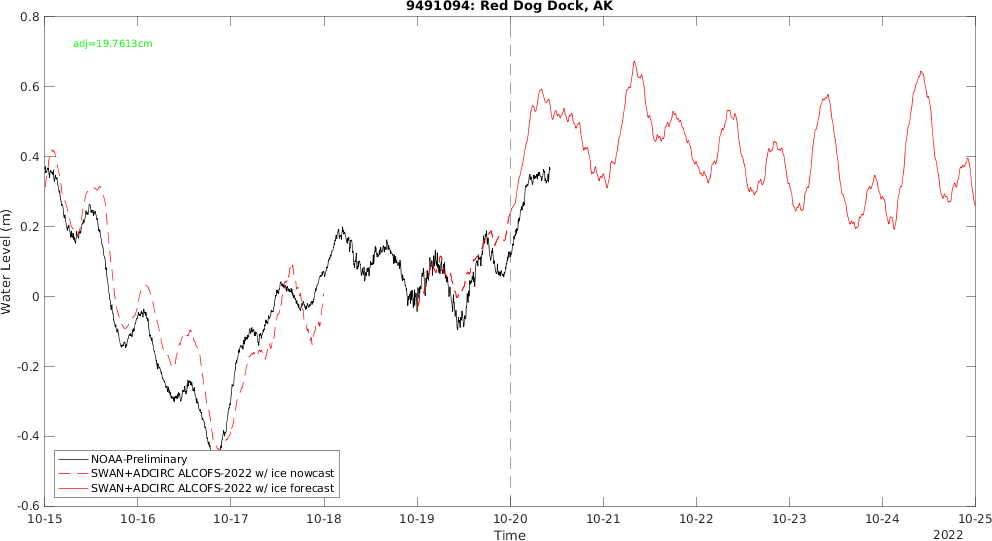 9491094: Red Dog Dock, AK
adj=19.7613cm
0.8
0.6
0.4
0.2
0
-0.2
-0.4
-0.6
Water Level (m)
NOAA-Preliminary
SWAN+ADCIRC ALCOFS-2022 w/ ice nowcast
SWAN+ADCIRC ALCOFS-2022 w/ ice forecast
10-15 10-16 10-17 10-18 10-19 10-20 10-21 10-22 10-23 10-24 10-25
Time
2022